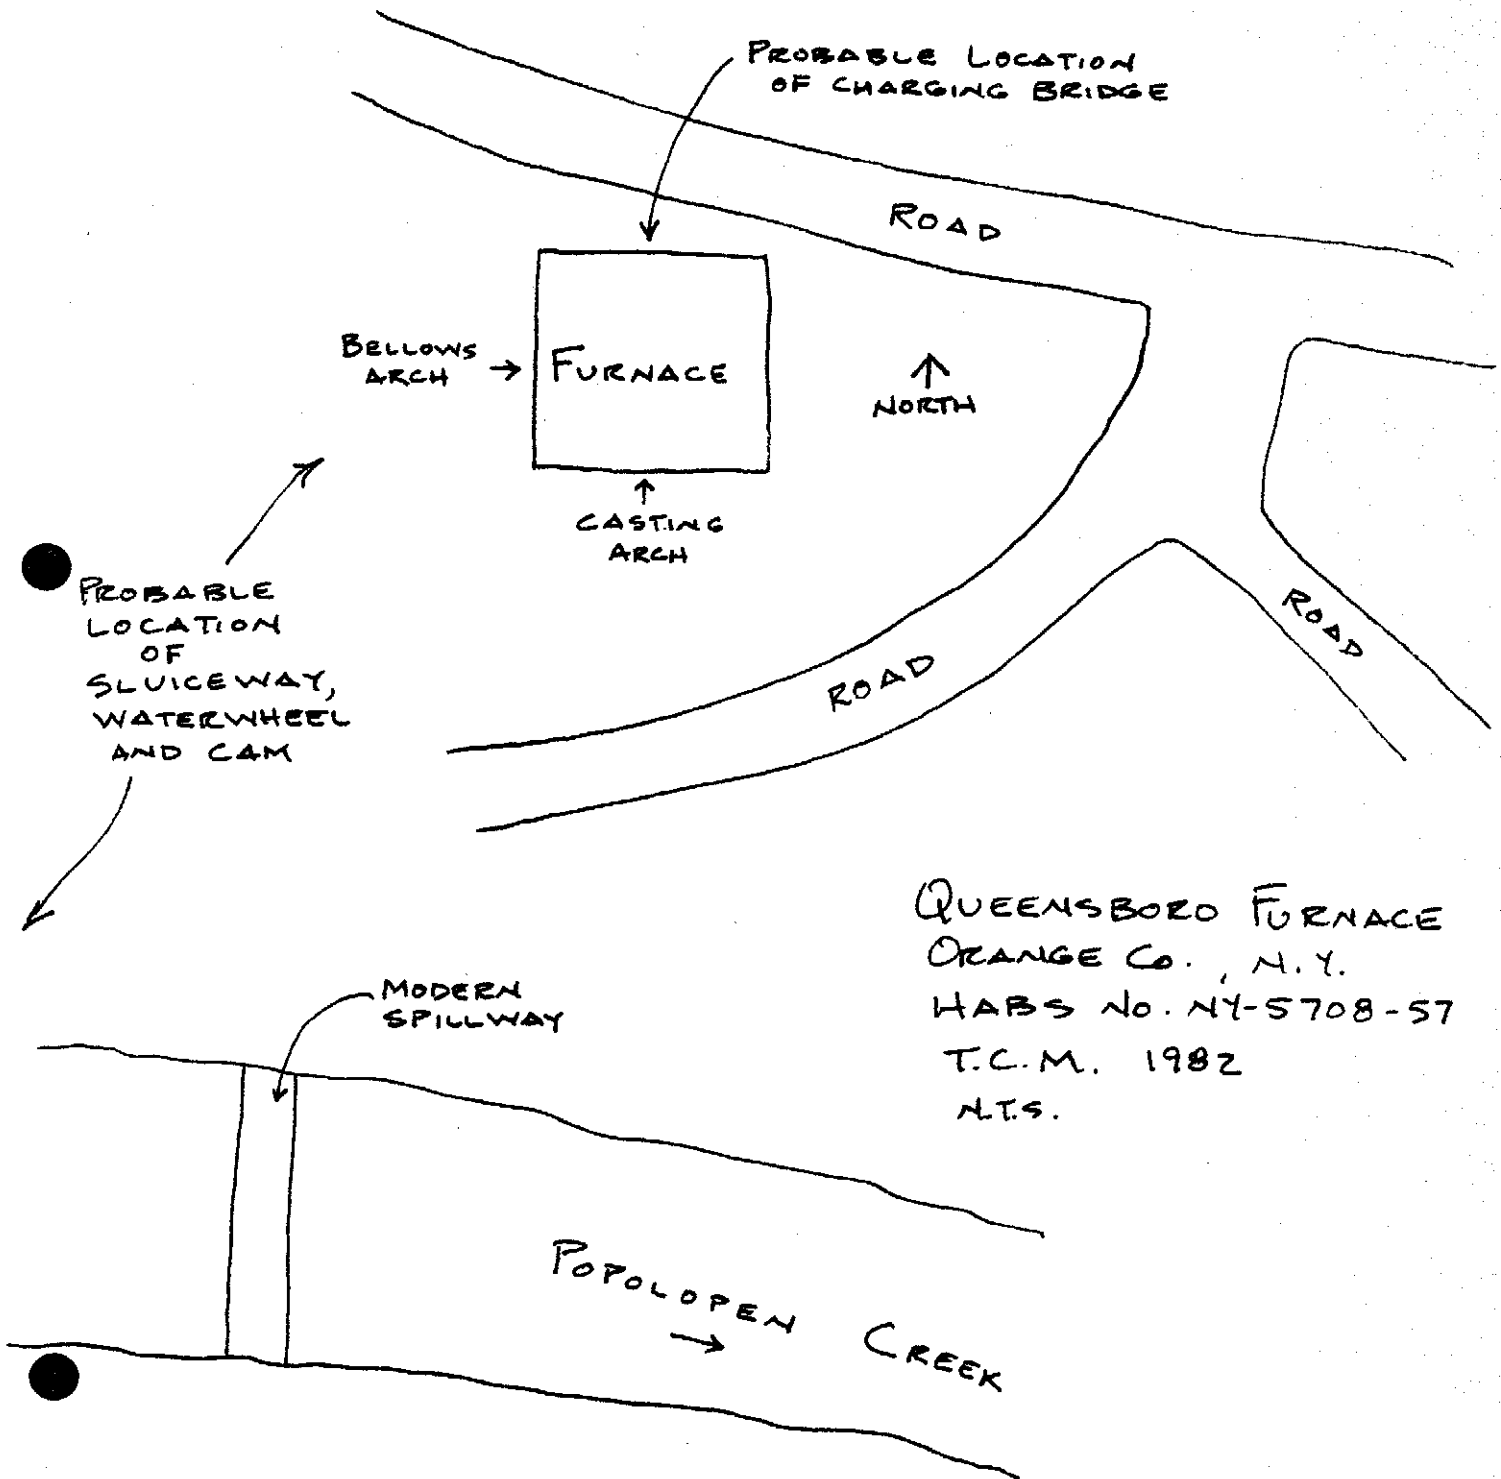 PROBABLE LOCATION
OF CHARGING BRIDGE
ROAD
BELLOWS
ARCH
FURNACE
NORTH
CASTING
ARCH
PROBABLE
LOCATION
OF
SLUICEWAY,
WATERWHEEL
AND CAM
ROAD
ROAD
QUEENSBORO FURNACE
ORANGE CO., N.Y.
HABS NO. NY-5708-57
T.C.M. 1982
N.T.S.
MODERN
SPILLWAY
POPOLOPEN CREEK